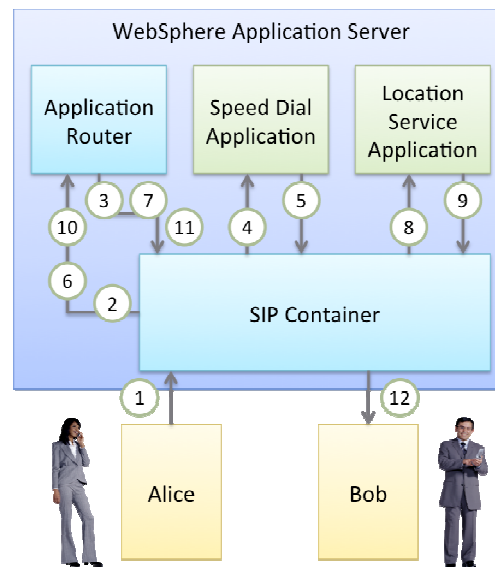 WebSphere Application Server
Application
Router
Speed Dial
Application
Location
Service
Application
3
7
5
9
10
11
4
8
6
2
SIP Container
1
12
Alice
Bob